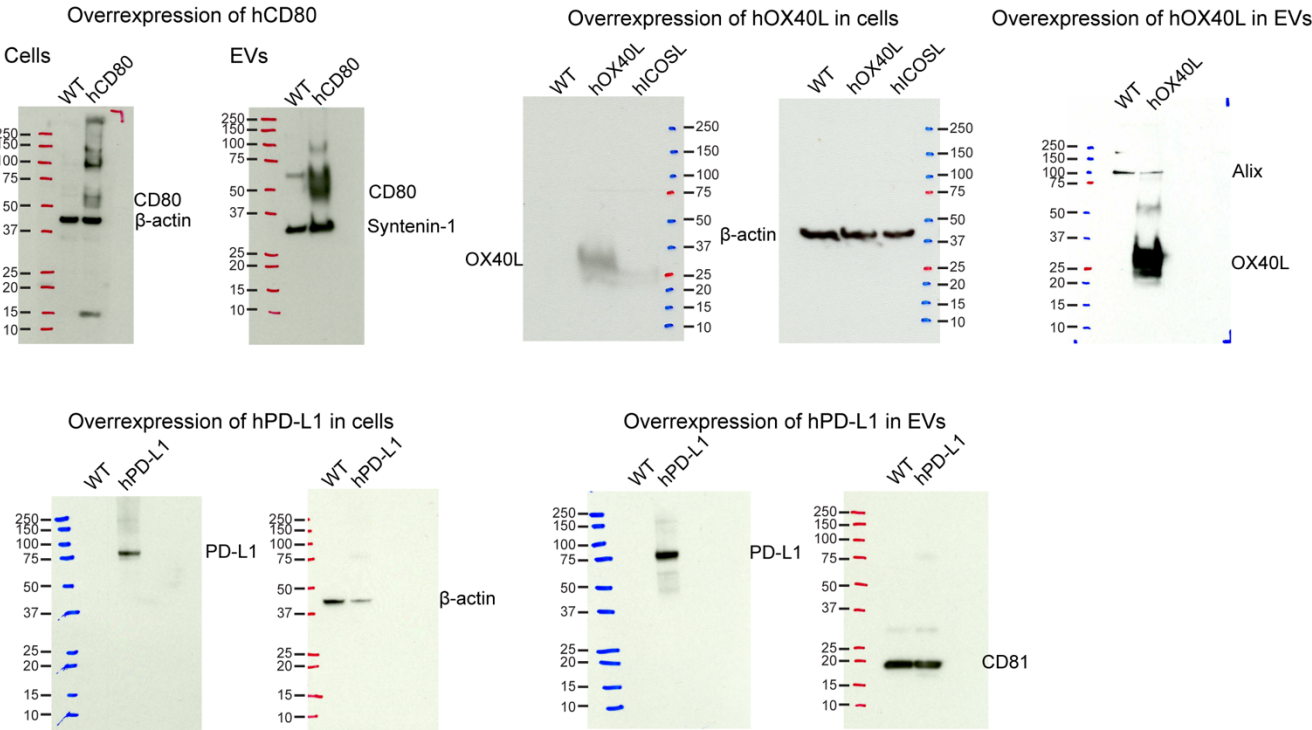 Overrexpression of hCD80
Cells
WT
hCD80
250
150
100
75
50
37
25
20
15
10
CD80
β-actin
EVs
WT
hCD80
250
150
100
75
50
37
25
20
15
10
CD80
Syntenin-1
Overrexpression of hOX40L in cells
WT
hOX40L
hICOSL
OX40L
250
150
100
75
50
37
25
20
15
10
WT
hOX40L
hICOSL
β-actin
250
150
100
75
50
37
25
20
15
10
Overexpression of hOX40L in EVs
WT
hOX40L
250
150
100
75
50
37
25
20
15
10
Alix
OX40L
Overrexpression of hPD-L1 in cells
WT
hPD-L1
250
150
100
75
50
37
25
20
15
10
PD-L1
WT
hPD-L1
250
150
100
75
50
37
25
20
15
10
β-actin
Overrexpression of hPD-L1 in EVs
WT
hPD-L1
250
150
100
75
50
37
25
20
15
10
PD-L1
WT
hPD-L1
250
150
100
75
50
37
25
20
15
10
CD81